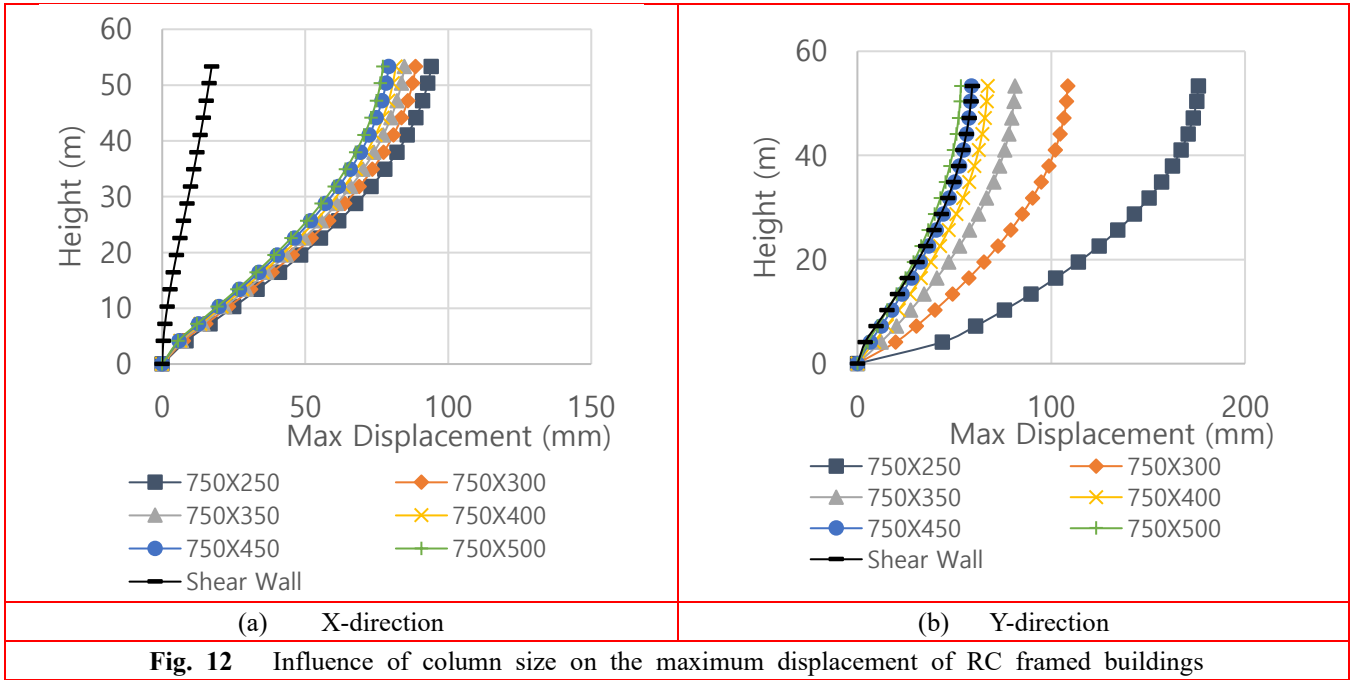 60
50
40
30
20
10
0
Height (m)
0 50 100 150
Max Displacement (mm)
750X250 750X300
750X350 750X400
750X450 750X500
Shear Wall
60
40
20
0
Height (m)
0 100 200
Max Displacement (mm)
750X250 750X300
750X350 750X400
750X450 750X500
Shear Wall
(a) X-direction
(b) Y-direction
Fig. 12 Influence of column size on the maximum displacement of RC framed buildings